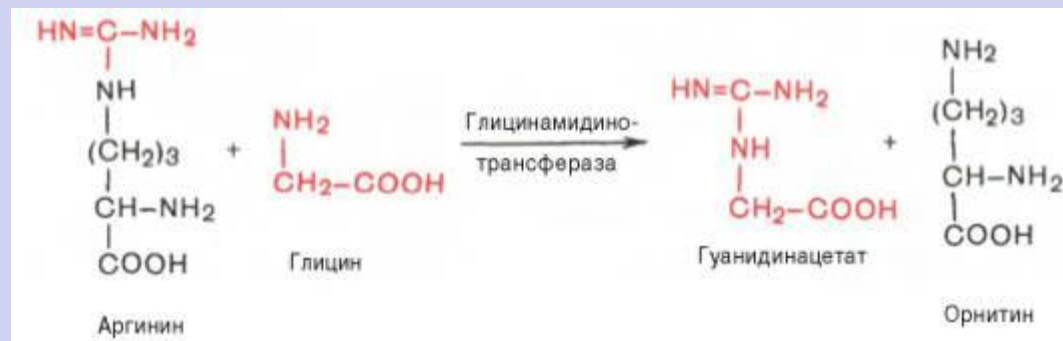 HN=C–NH2
NH
(CH2)3
CH–NH2
COOH
Аргинин
+
NH2
CH2–COOH
Глицин
Глицинамидино-
трансфераза
HN=C–NH2
NH
CH2–COOH
Гуанидинацетат
+
NH2
(CH2)3
CH–NH2
COOH
Орнитин